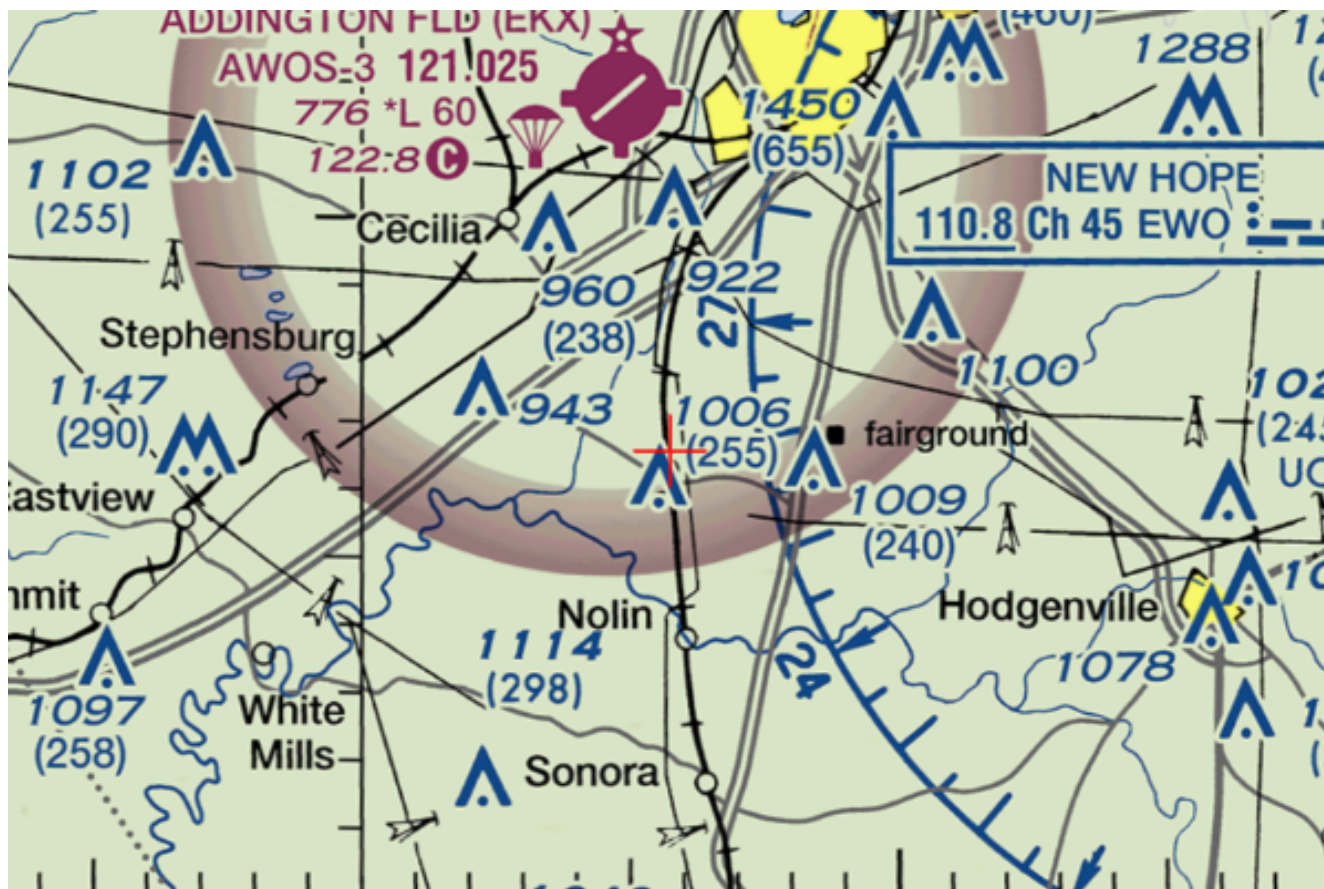 ADDINGTON FLD (EKX)
(460)
AWOS-3 121.025
1288
776 *L 60
1450
122.8 C
(655)
1102
(255)
NEW HOPE
110.8 Ch 45 EWO
Cecilia
960
(238)
922
27
Stephensburg
1147
(290)
943
1006
(255)
1100
fairground
Eastview
1009
(240)
Nolin
Hodgenville
1114
(298)
24
1078
1097
(258)
White
Mills
Sonora